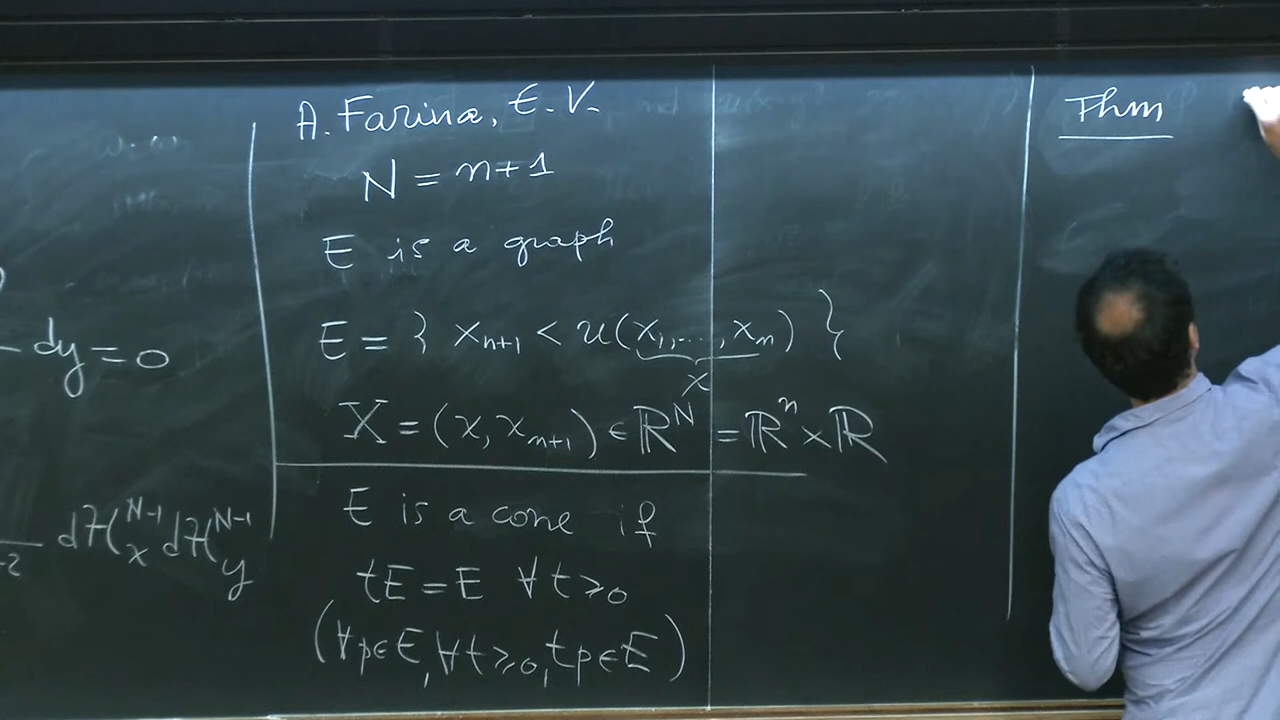 dy = 0
dH^{N-1}_x dH^{N-1}_y
A. Farina, E. V.
N = n+1
E is a graph
E = { x_{n+1} < u(x_1, ..., x_n) }
x
X = (x, x_{n+1}) ∈ ℝ^N = ℝ^n × ℝ
E is a cone if
tE = E ∀ t > 0
(∀ p ∈ E, ∀ t > 0, tp ∈ E)
Thm